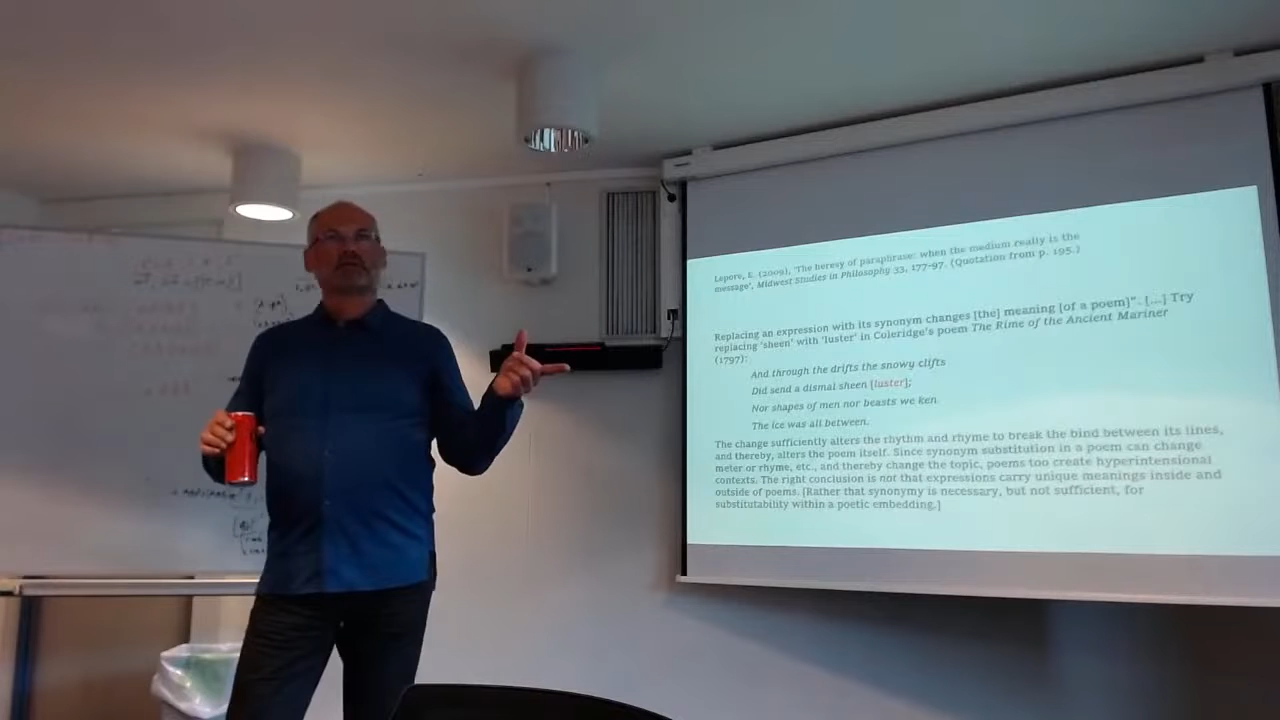 Lepore, E. (2009), 'The heresy of paraphrase: when the medium really is the
message', Midwest Studies in Philosophy 33, 177-97. (Quotation from p. 195.)
Replacing an expression with its synonym changes [the] meaning [of a poem]". [...] Try
replacing 'sheen' with 'luster' in Coleridge's poem The Rime of the Ancient Mariner
(1797):
And through the drifts the snowy clifts
Did send a dismal sheen [luster];
Nor shapes of men nor beasts we ken.
The ice was all between.
The change sufficiently alters the rhythm and rhyme to break the bind between its lines,
and thereby, alters the poem itself. Since synonym substitution in a poem can change
meter or rhyme, etc., and thereby change the topic, poems too create hyperintensional
contexts. The right conclusion is not that expressions carry unique meanings inside and
outside of poems. [Rather that synonymy is necessary, but not sufficient, for
substitutability within a poetic embedding.]